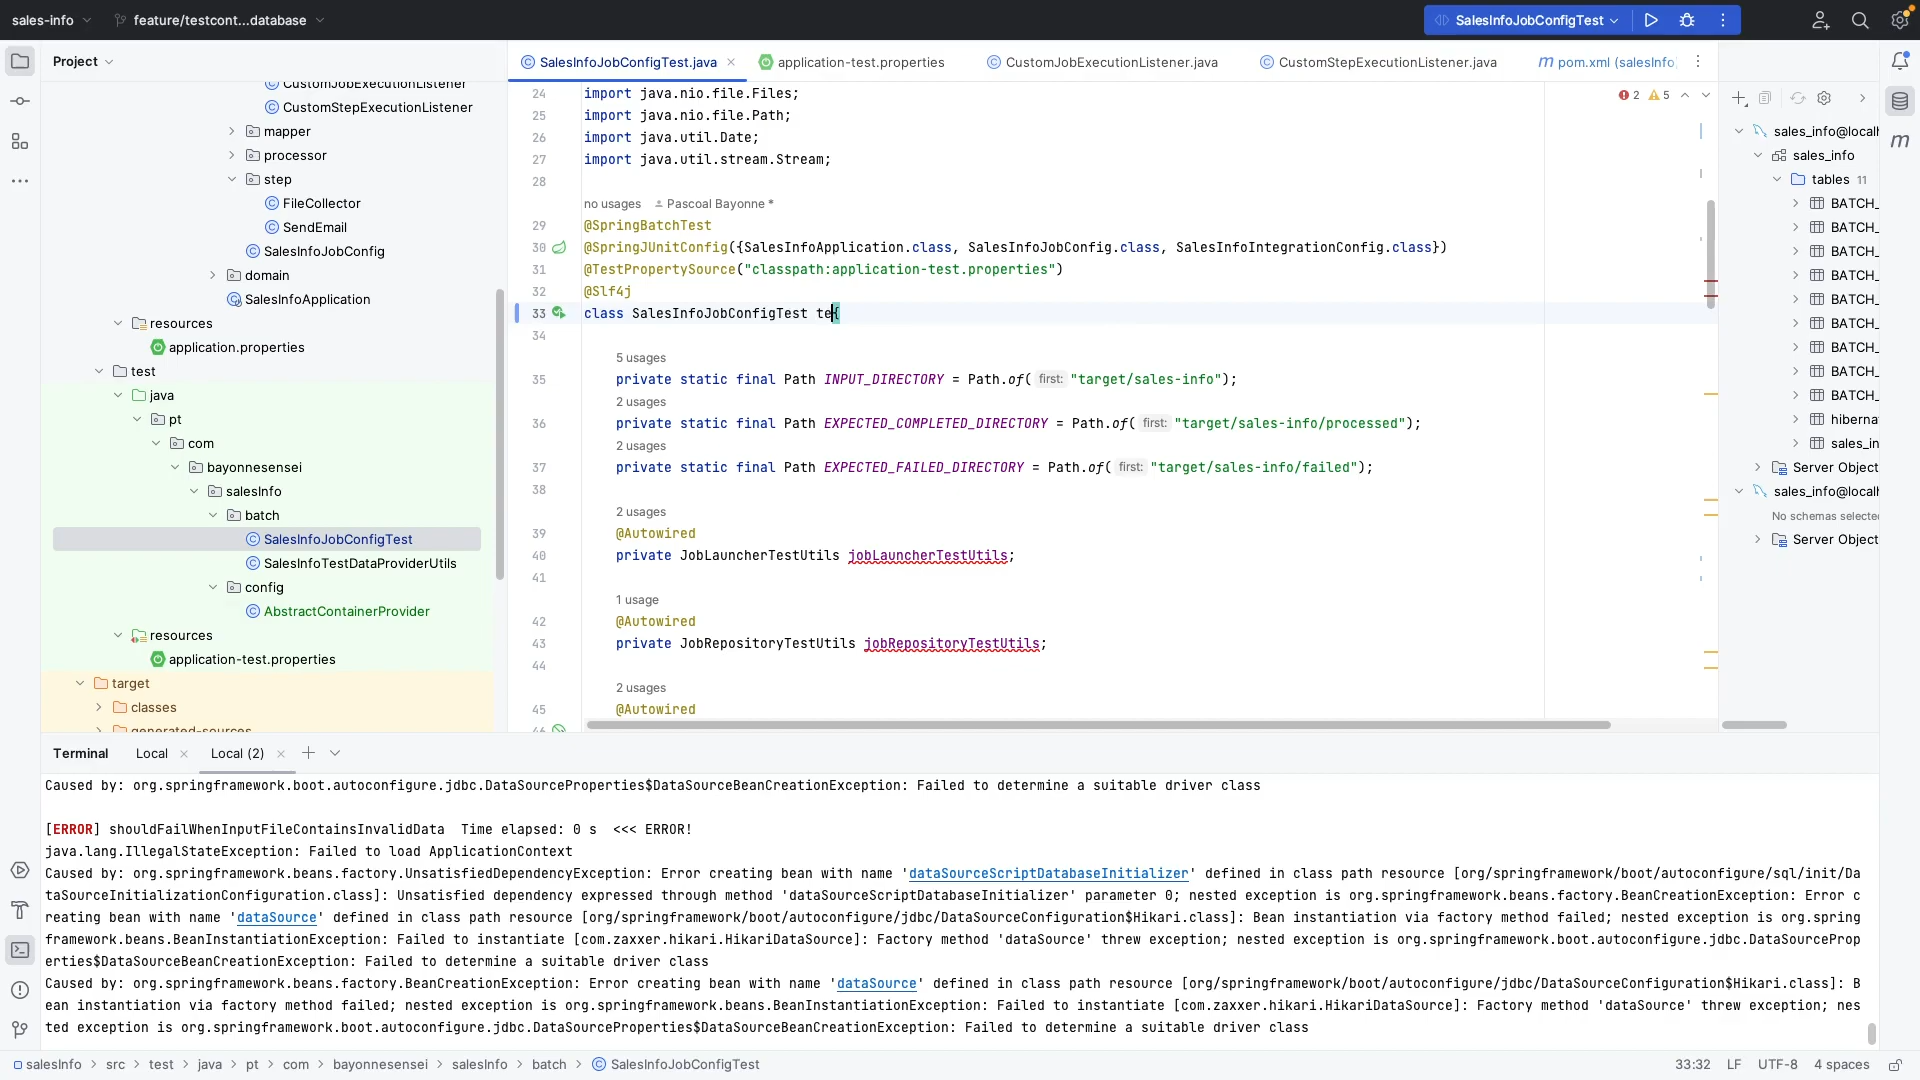 sales-info
feature/testcont...database
SalesInfoJobConfigTest
Project
SalesInfoJobConfigTest.java
application-test.properties
CustomJobExecutionListener.java
CustomStepExecutionListener.java
pom.xml (salesInfo
CustomJobExecutionListener
CustomStepExecutionListener
mapper
processor
step
FileCollector
SendEmail
SalesInfoJobConfig
domain
SalesInfoApplication
resources
application.properties
test
java
pt
com
bayonnesensei
salesInfo
batch
SalesInfoJobConfigTest
SalesInfoTestDataProviderUtils
config
AbstractContainerProvider
resources
application-test.properties
target
classes
generated-sources
2 5
24 import java.nio.file.Files;
25 import java.nio.file.Path;
26 import java.util.Date;
27 import java.util.stream.Stream;
28
no usages Pascoal Bayonne *
29 @SpringBatchTest
30 @SpringJUnitConfig({SalesInfoApplication.class, SalesInfoJobConfig.class, SalesInfoIntegrationConfig.class})
31 @TestPropertySource("classpath:application-test.properties")
32 @Slf4j
33 class SalesInfoJobConfigTest te{
34
5 usages
35 private static final Path INPUT_DIRECTORY = Path.of( first: "target/sales-info");
2 usages
36 private static final Path EXPECTED_COMPLETED_DIRECTORY = Path.of( first: "target/sales-info/processed");
2 usages
37 private static final Path EXPECTED_FAILED_DIRECTORY = Path.of( first: "target/sales-info/failed");
38
2 usages
39 @Autowired
40 private JobLauncherTestUtils jobLauncherTestUtils;
41
1 usage
42 @Autowired
43 private JobRepositoryTestUtils jobRepositoryTestUtils;
44
2 usages
45 @Autowired
46
sales_info@localh
sales_info
tables 11
BATCH_
BATCH_
BATCH_
BATCH_
BATCH_
BATCH_
BATCH_
BATCH_
BATCH_
hiberna
sales_in
Server Object
sales_info@localh
No schemas selected
Server Object
Terminal
Local
Local (2)
Caused by: org.springframework.boot.autoconfigure.jdbc.DataSourceProperties$DataSourceBeanCreationException: Failed to determine a suitable driver class
[ERROR] shouldFailWhenInputFileContainsInvalidData  Time elapsed: 0 s  <<< ERROR!
java.lang.IllegalStateException: Failed to load ApplicationContext
Caused by: org.springframework.beans.factory.UnsatisfiedDependencyException: Error creating bean with name 'dataSourceScriptDatabaseInitializer' defined in class path resource [org/springframework/boot/autoconfigure/sql/init/Da
taSourceInitializationConfiguration.class]: Unsatisfied dependency expressed through method 'dataSourceScriptDatabaseInitializer' parameter 0; nested exception is org.springframework.beans.factory.BeanCreationException: Error c
reating bean with name 'dataSource' defined in class path resource [org/springframework/boot/autoconfigure/jdbc/DataSourceConfiguration$Hikari.class]: Bean instantiation via factory method failed; nested exception is org.spring
framework.beans.BeanInstantiationException: Failed to instantiate [com.zaxxer.hikari.HikariDataSource]: Factory method 'dataSource' threw exception; nested exception is org.springframework.boot.autoconfigure.jdbc.DataSourceProp
erties$DataSourceBeanCreationException: Failed to determine a suitable driver class
Caused by: org.springframework.beans.factory.BeanCreationException: Error creating bean with name 'dataSource' defined in class path resource [org/springframework/boot/autoconfigure/jdbc/DataSourceConfiguration$Hikari.class]: B
ean instantiation via factory method failed; nested exception is org.springframework.beans.BeanInstantiationException: Failed to instantiate [com.zaxxer.hikari.HikariDataSource]: Factory method 'dataSource' threw exception; nes
ted exception is org.springframework.boot.autoconfigure.jdbc.DataSourceProperties$DataSourceBeanCreationException: Failed to determine a suitable driver class
salesInfo > src > test > java > pt > com > bayonnesensei > salesInfo > batch > SalesInfoJobConfigTest
33:32 LF UTF-8 4 spaces